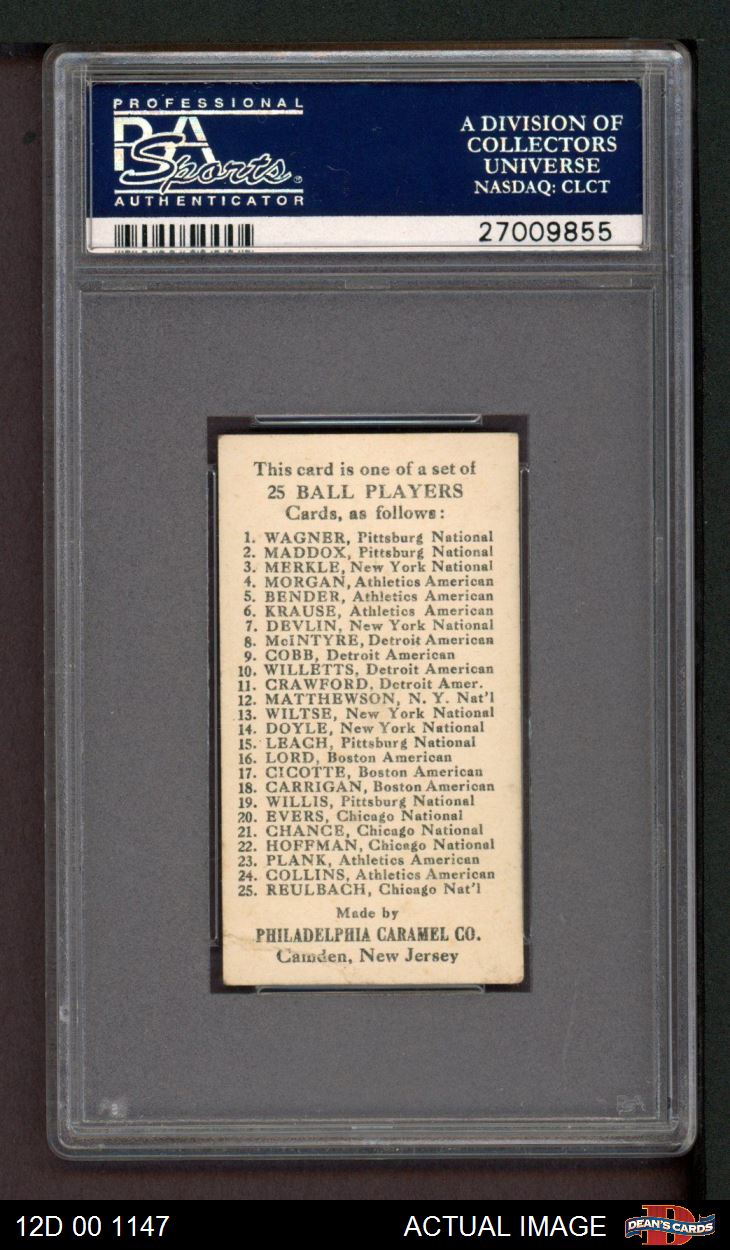 PROFESSIONAL
PSA
Sports
AUTHENTICATOR
A DIVISION OF
COLLECTORS
UNIVERSE
NASDAQ: CLCT
27009855
This card is one of a set of
25 BALL PLAYERS
Cards, as follows:
1. WAGNER, Pittsburg National
2. MADDOX, Pittsburg National
3. MERKLE, New York National
4. MORGAN, Athletics American
5. BENDER, Athletics American
6. KRAUSE, Athletics American
7. DEVLIN, New York National
8. McINTYRE, Detroit American
9. COBB, Detroit American
10. WILLETTS, Detroit American
11. CRAWFORD, Detroit Amer.
12. MATTHEWSON, N. Y. Nat'l
13. WILTSE, New York National
14. DOYLE, New York National
15. LEACH, Pittsburg National
16. LORD, Boston American
17. CICOTTE, Boston American
18. CARRIGAN, Boston American
19. WILLIS, Pittsburg National
20. EVERS, Chicago National
21. CHANCE, Chicago National
22. HOFFMAN, Chicago National
23. PLANK, Athletics American
24. COLLINS, Athletics American
25. REULBACH, Chicago Nat'l
Made by
PHILADELPHIA CARAMEL CO.
Camden, New Jersey
12D 00 1147
ACTUAL IMAGE
DEAN'S CARDS